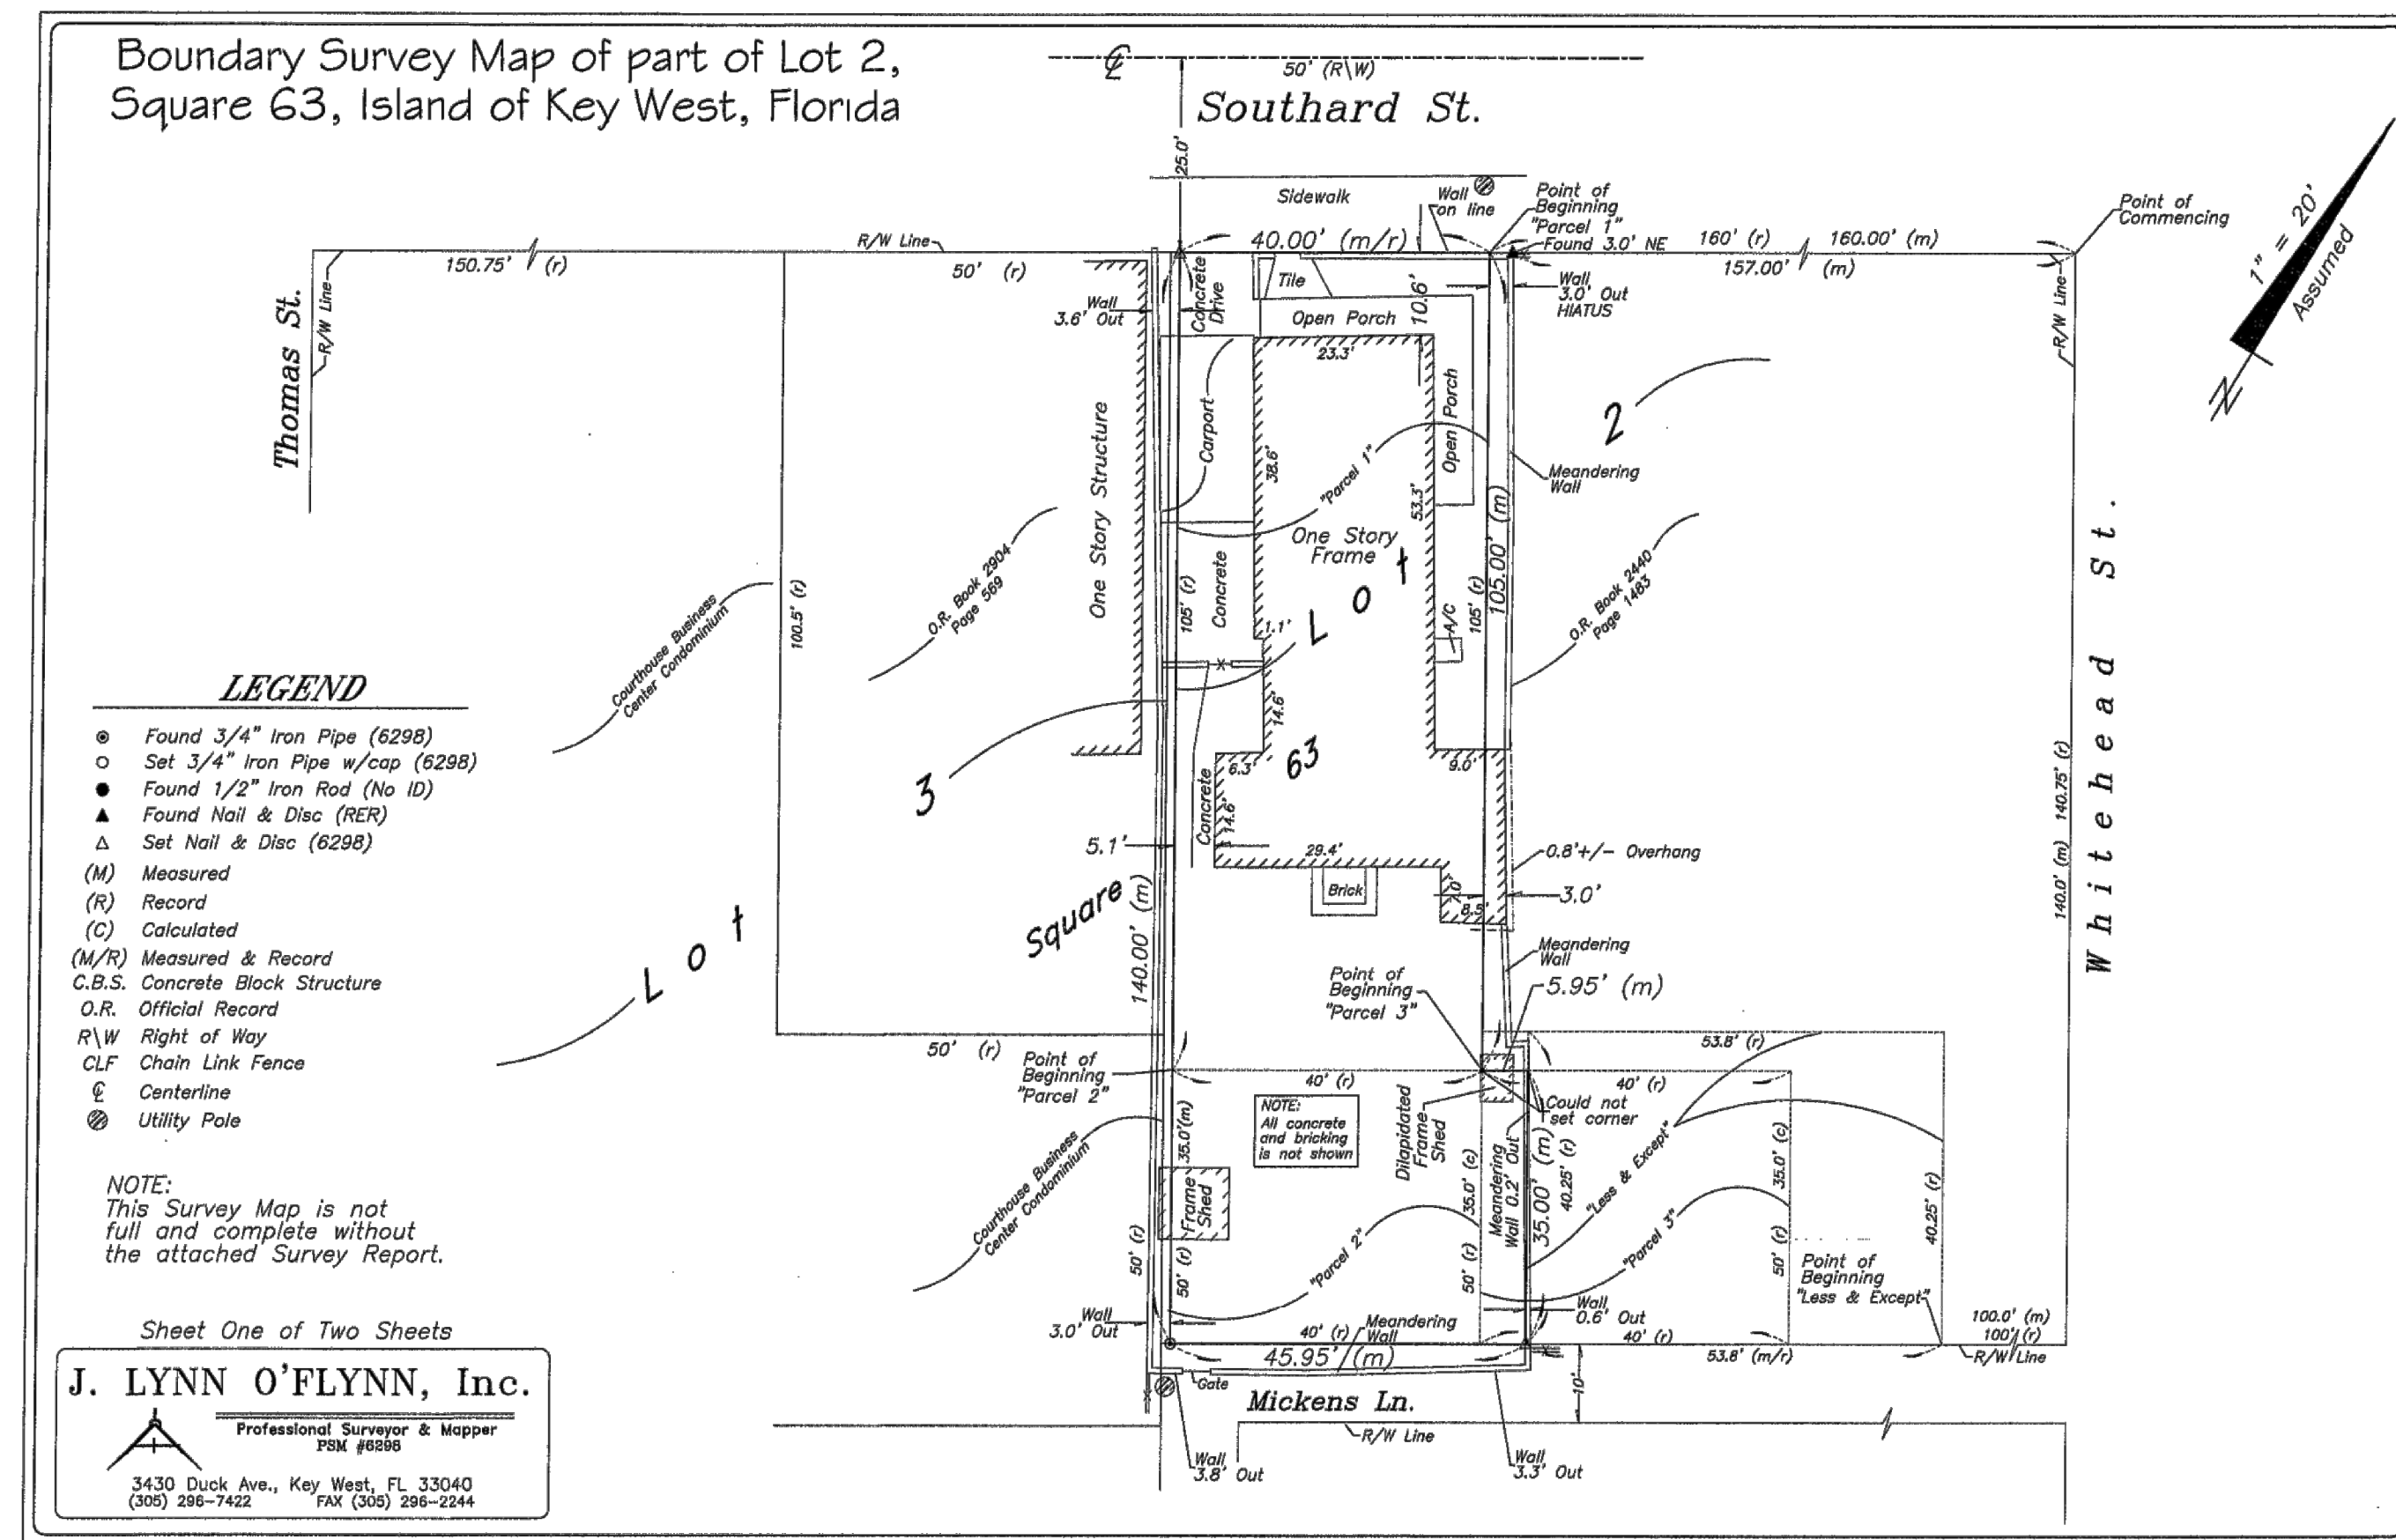 Boundary Survey Map of part of Lot 2,
Square 63, Island of Key West, Florida
℄
50' (R\W)
Southard St.
25.0'
Sidewalk
Wall
on line
Point of
Beginning
"Parcel 1"
Found 3.0' NE
Point of
Commencing
1" = 20'
Assumed
N
R/W Line
150.75' (r)
50' (r)
40.00' (m/r)
160' (r)
160.00' (m)
157.00' (m)
Thomas St.
R/W Line
Wall
3.6' Out
Concrete
Drive
Tile
Open Porch
10.6'
Wall
3.0' Out
HIATUS
R/W Line
23.3'
One Story Structure
Carport
38.6'
"Parcel 1"
Open Porch
53.3'
2
Meandering
Wall
One Story
Frame
Lot
105' (r)
Concrete
1.1'
A/C
105' (r)
105.00' (m)
O.R. Book 2440
Page 1483
Whitehead St.
100.5' (r)
O.R. Book 2904
Page 569
Courthouse Business
Center Condominium
14.6'
63
3
6.3'
9.0'
Concrete
14.6'
140.0' (m) 140.75' (r)
5.1'
29.4'
0.8'+/- Overhang
Brick
8.5'
3.0'
Square
140.00' (m)
Lot
Meandering
Wall
Point of
Beginning
"Parcel 3"
5.95' (m)
50' (r)
Point of
Beginning
"Parcel 2"
53.8' (r)
40' (r)
40' (r)
NOTE:
All concrete
and bricking
is not shown
Dilapidated
Frame
Shed
Could not
set corner
35.0'(m)
Courthouse Business
Center Condominium
Frame
Shed
50' (r)
50' (r)
"Parcel 2"
35.0' (c)
50' (r)
Meandering
Wall 0.2' Out
35.00' (m)
40.25' (r)
"Less & Except"
"Parcel 3"
35.0' (c)
50' (r)
40.25' (r)
Point of
Beginning
"Less & Except"
Wall
3.0' Out
Wall
0.6' Out
40' (r)
Meandering
Wall
45.95' (m)
40' (r)
53.8' (m/r)
100.0' (m)
100' (r)
R/W Line
Gate
Mickens Ln.
10'
R/W Line
Wall
3.8' Out
Wall
3.3' Out
LEGEND
Found 3/4" Iron Pipe (6298)
Set 3/4" Iron Pipe w/cap (6298)
Found 1/2" Iron Rod (No ID)
Found Nail & Disc (RER)
Set Nail & Disc (6298)
(M) Measured
(R) Record
(C) Calculated
(M/R) Measured & Record
C.B.S. Concrete Block Structure
O.R. Official Record
R\W Right of Way
CLF Chain Link Fence
℄ Centerline
Utility Pole
NOTE:
This Survey Map is not
full and complete without
the attached Survey Report.
Sheet One of Two Sheets
J. LYNN O'FLYNN, Inc.
Professional Surveyor & Mapper
PSM #6298
3430 Duck Ave., Key West, FL 33040
(305) 296-7422 FAX (305) 296-2244